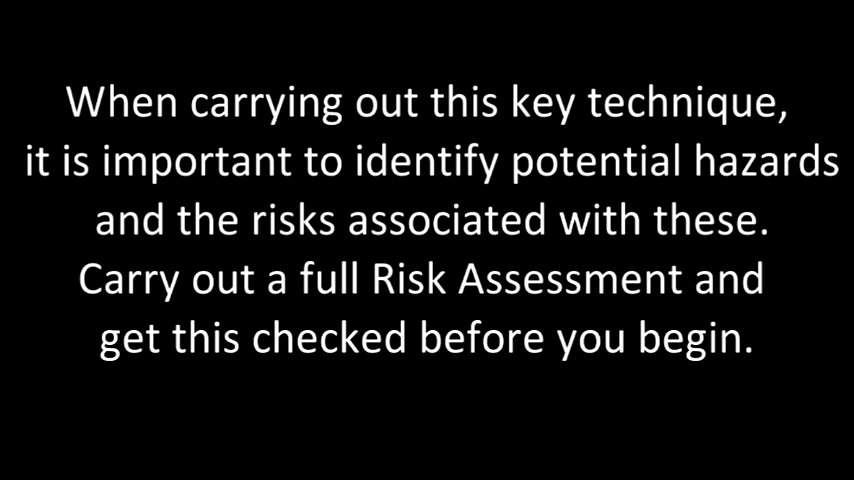 When carrying out this key technique,
it is important to identify potential hazards
and the risks associated with these.
Carry out a full Risk Assessment and
get this checked before you begin.